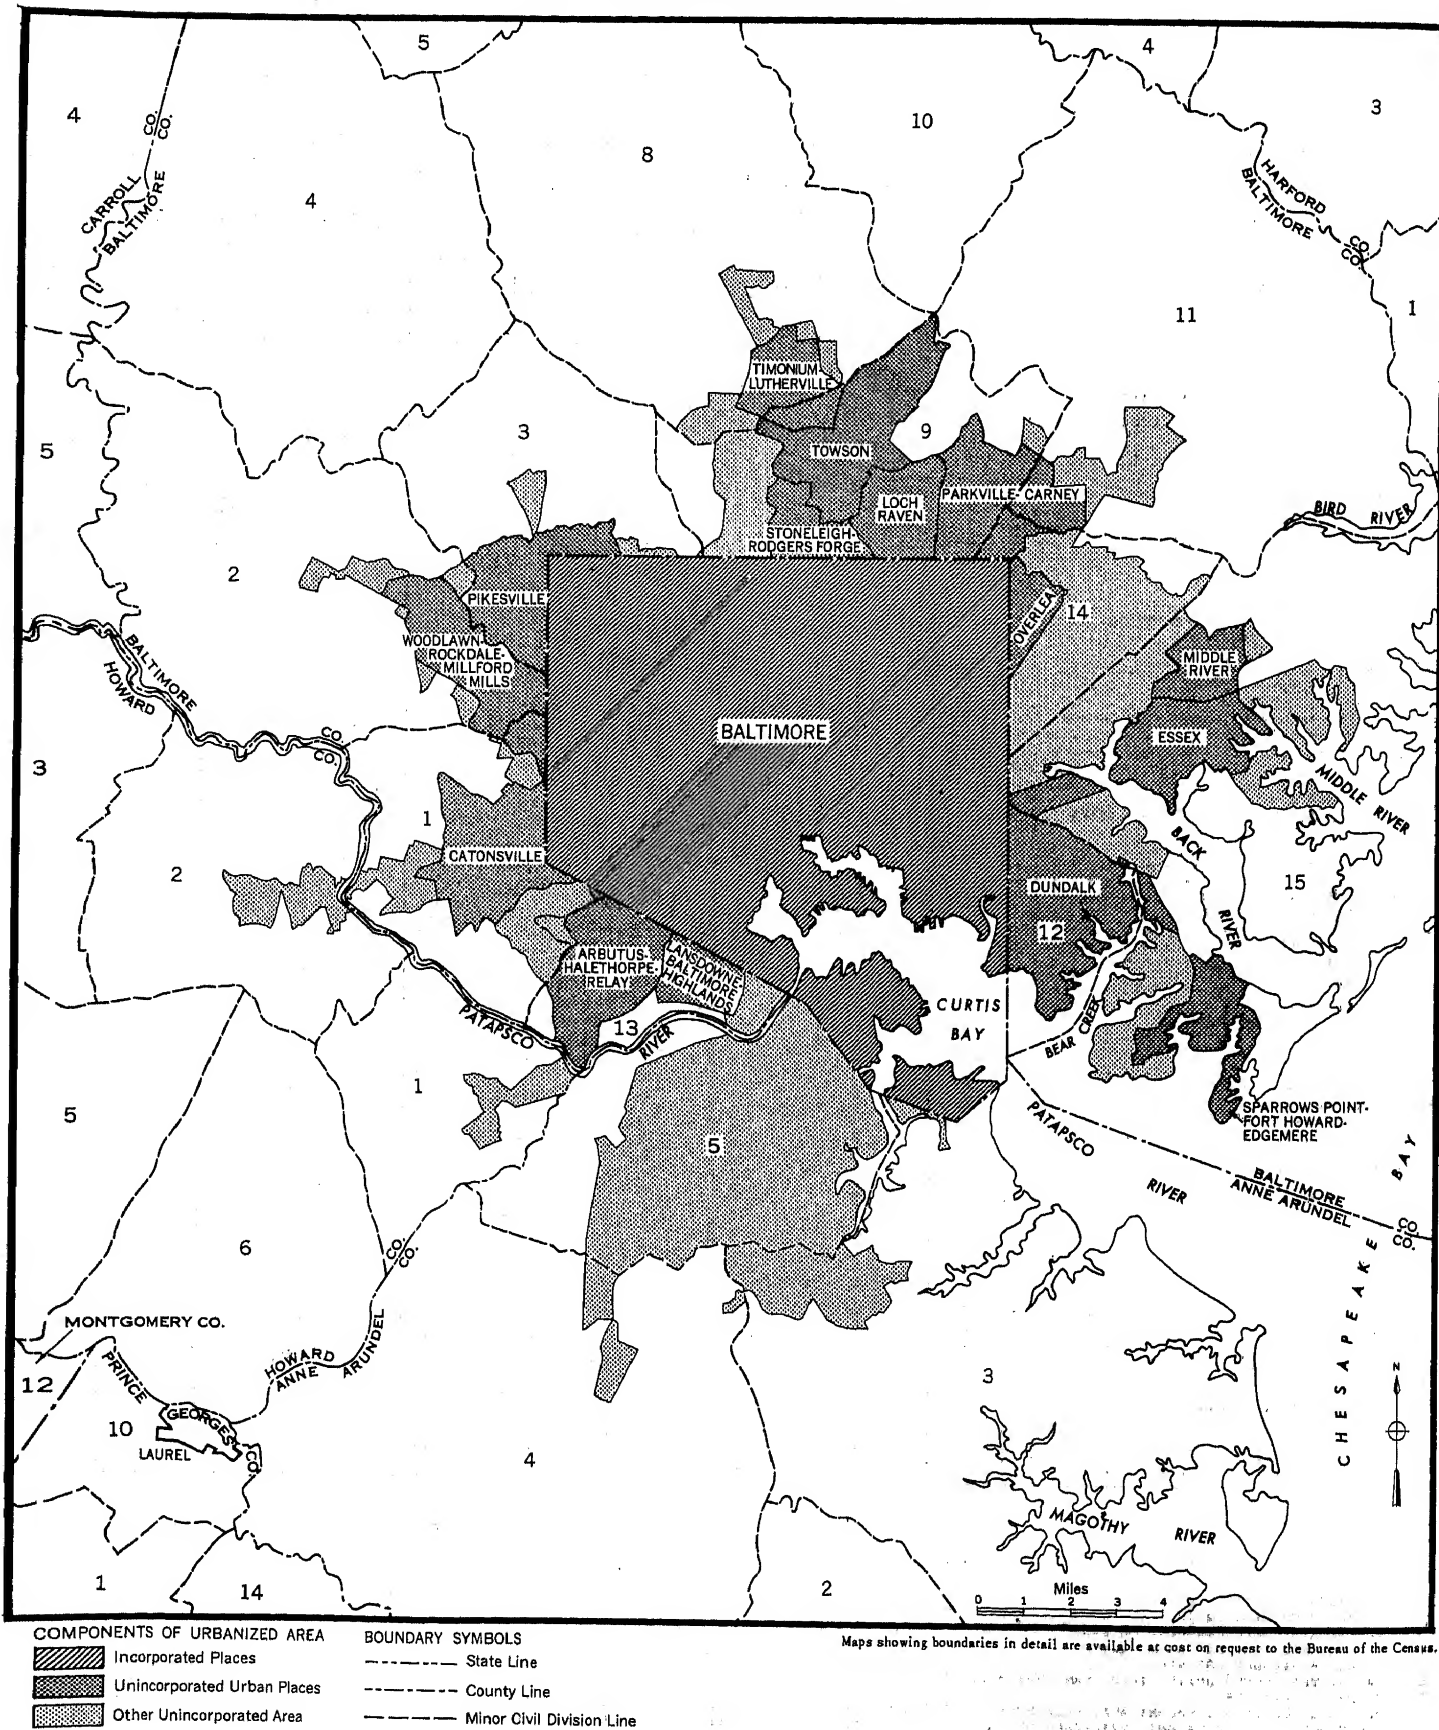 5
4
4
CO.
CO.
10
3
8
4
CARROLL
BALTIMORE
HARFORD
BALTIMORE
CO.
CO.
11
1
TIMONIUM-
LUTHERVILLE
5
3
9
TOWSON
LOCH
RAVEN
PARKVILLE-CARNEY
BIRD RIVER
STONELEIGH-
RODGERS FORGE
2
PIKESVILLE
OVERLEA
14
WOODLAWN-
ROCKDALE-
MILLFORD
MILLS
BALTIMORE
HOWARD
CO.
CO.
MIDDLE
RIVER
BALTIMORE
ESSEX
3
MIDDLE RIVER
1
BACK
RIVER
CATONSVILLE
2
DUNDALK
15
12
ARBUTUS-
HALETHORPE-
RELAY
LANSDOWNE-
BALTIMORE
HIGHLANDS
CURTIS
BAY
PATAPSCO
RIVER
13
BEAR CREEK
1
5
SPARROWS POINT-
FORT HOWARD-
EDGEMERE
PATAPSCO
RIVER
5
BALTIMORE
ANNE ARUNDEL
CO.
CO.
CHESAPEAKE BAY
6
CO.
CO.
MONTGOMERY CO.
HOWARD
ANNE ARUNDEL
12
PRINCE
GEORGES
CO.
10
LAUREL
3
N
4
MAGOTHY RIVER
1
14
2
Miles
0 1 2 3 4
COMPONENTS OF URBANIZED AREA
Incorporated Places
Unincorporated Urban Places
Other Unincorporated Area
BOUNDARY SYMBOLS
State Line
County Line
Minor Civil Division Line
Maps showing boundaries in detail are available at cost on request to the Bureau of the Census.